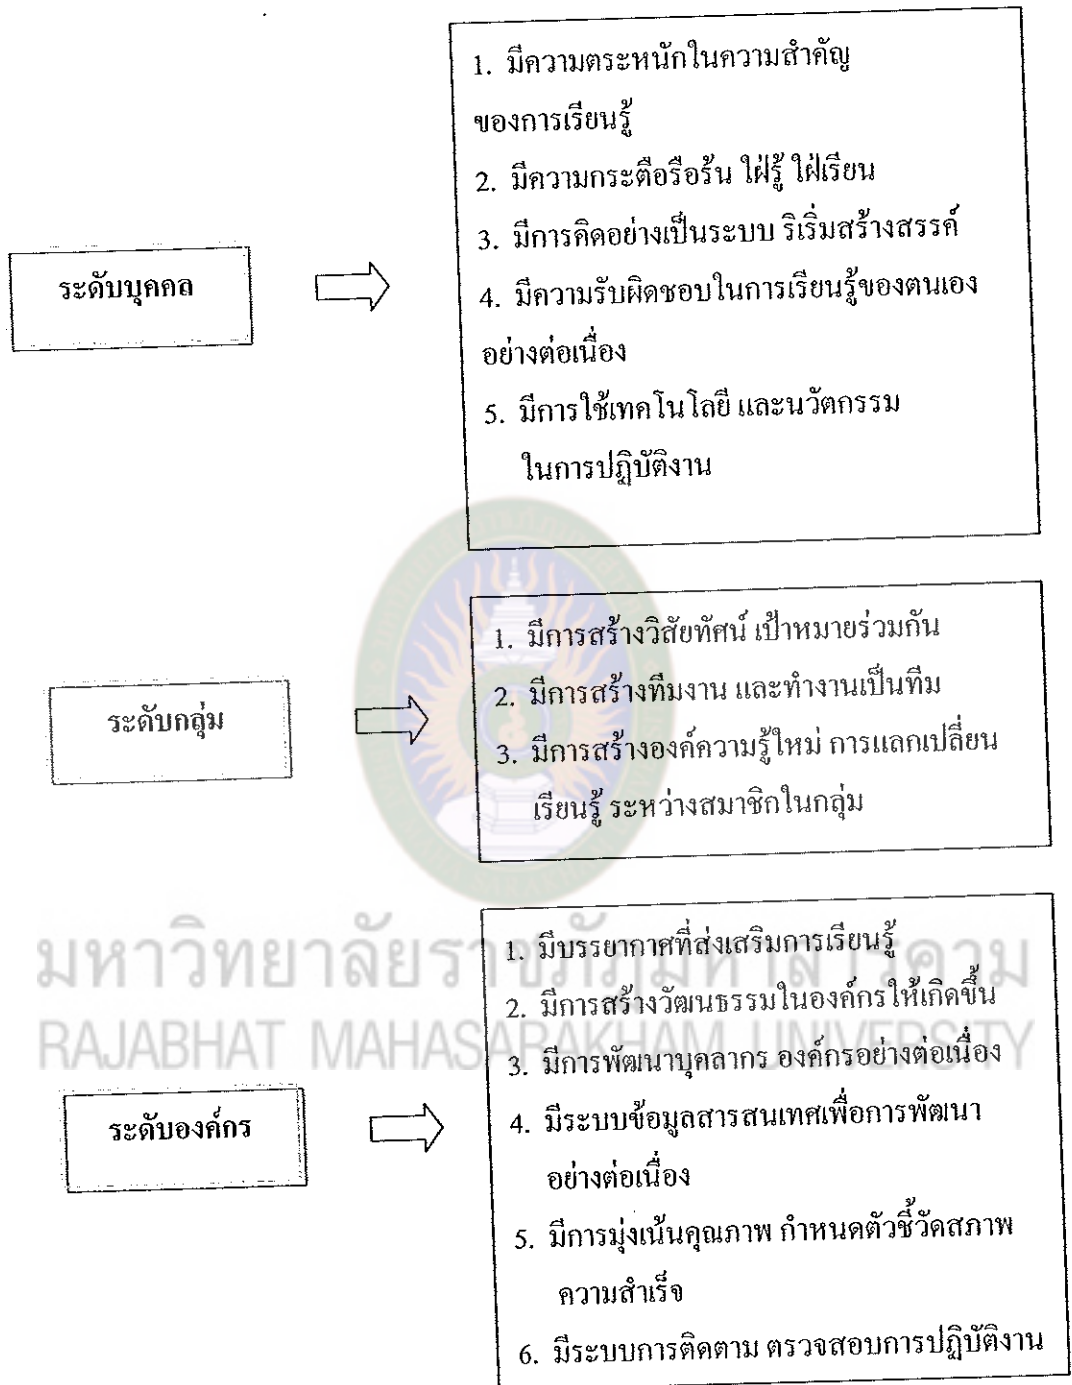 1. มีความตระหนักในความสำคัญ
ของการเรียนรู้
2. มีความกระตือรือร้น ใฝ่รู้ ใฝ่เรียน
3. มีการคิดอย่างเป็นระบบ ริเริ่มสร้างสรรค์
ระดับบุคคล
4. มีความรับผิดชอบในการเรียนรู้ของตนเอง
อย่างต่อเนื่อง
5. มีการใช้เทคโนโลยี และนวัตกรรม
ในการปฏิบัติงาน
1. มีการสร้างวิสัยทัศน์ เป้าหมายร่วมกัน
2. มีการสร้างทีมงาน และทำงานเป็นทีม
ระดับกลุ่ม
3. มีการสร้างองค์ความรู้ใหม่ การแลกเปลี่ยน
เรียนรู้ ระหว่างสมาชิกในกลุ่ม
มหาวิทยาลัยราชภัฏมหาสารคาม
RAJABHAT MAHASARAKHAM UNIVERSITY
1. มีบรรยากาศที่ส่งเสริมการเรียนรู้
2. มีการสร้างวัฒนธรรมในองค์กรให้เกิดขึ้น
3. มีการพัฒนาบุคลากร องค์กรอย่างต่อเนื่อง
ระดับองค์กร
4. มีระบบข้อมูลสารสนเทศเพื่อการพัฒนา
อย่างต่อเนื่อง
5. มีการมุ่งเน้นคุณภาพ กำหนดตัวชี้วัดสภาพ
ความสำเร็จ
6. มีระบบการติดตาม ตรวจสอบการปฏิบัติงาน